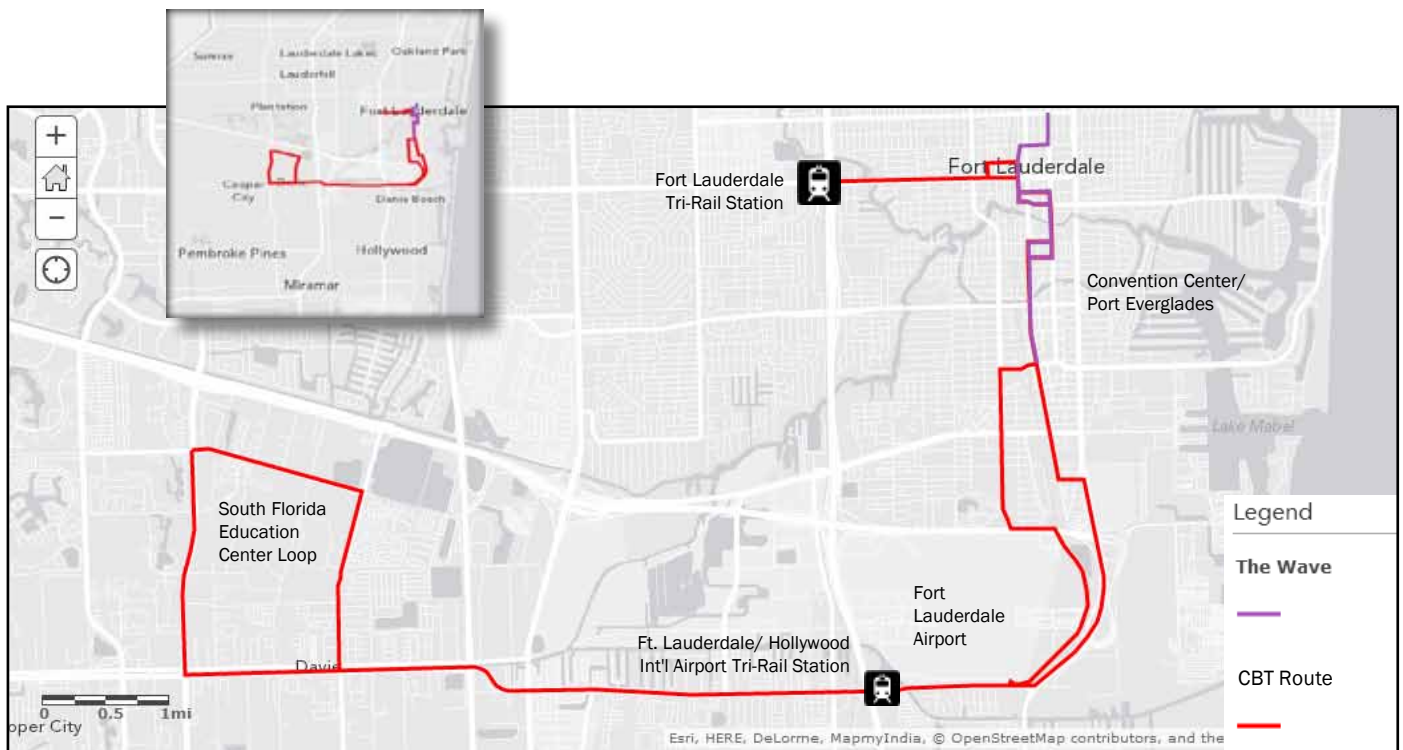 Sunrise
Lauderdale Lakes
Oakland Park
Lauderhill
Plantation
Fort Lauderdale
Cooper
City
Dania Beach
Pembroke Pines
Hollywood
Miramar
+
−
Fort Lauderdale
Tri-Rail Station
Fort Lauderdale
Convention Center/
Port Everglades
Lake Mabel
South Florida
Education
Center Loop
Fort
Lauderdale
Airport
Ft. Lauderdale/ Hollywood
Int'l Airport Tri-Rail Station
Davie
0 0.5 1mi
oper City
Esri, HERE, DeLorme, MapmyIndia, © OpenStreetMap contributors, and the
Legend
The Wave
CBT Route